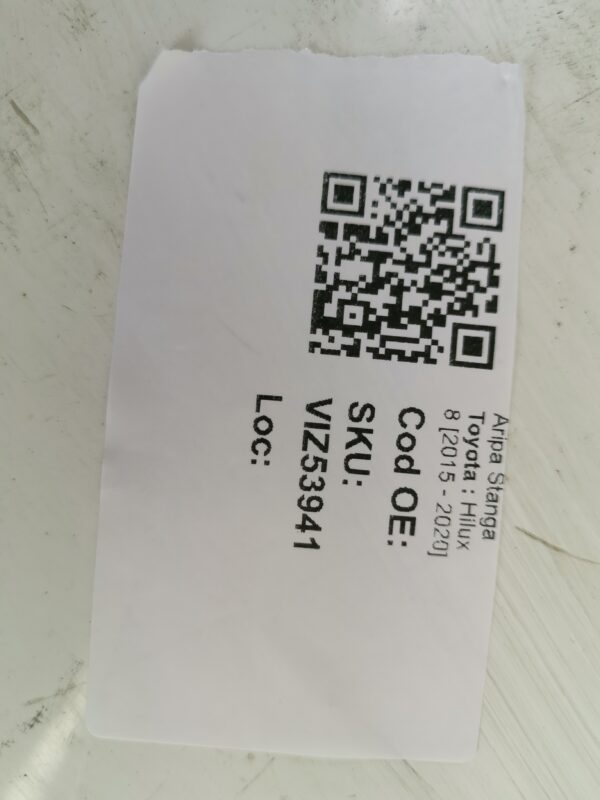 Aripa Stanga
Toyota : Hilux
8 [2015 - 2020]
Cod OE:
SKU:
VIZ53941
Loc: